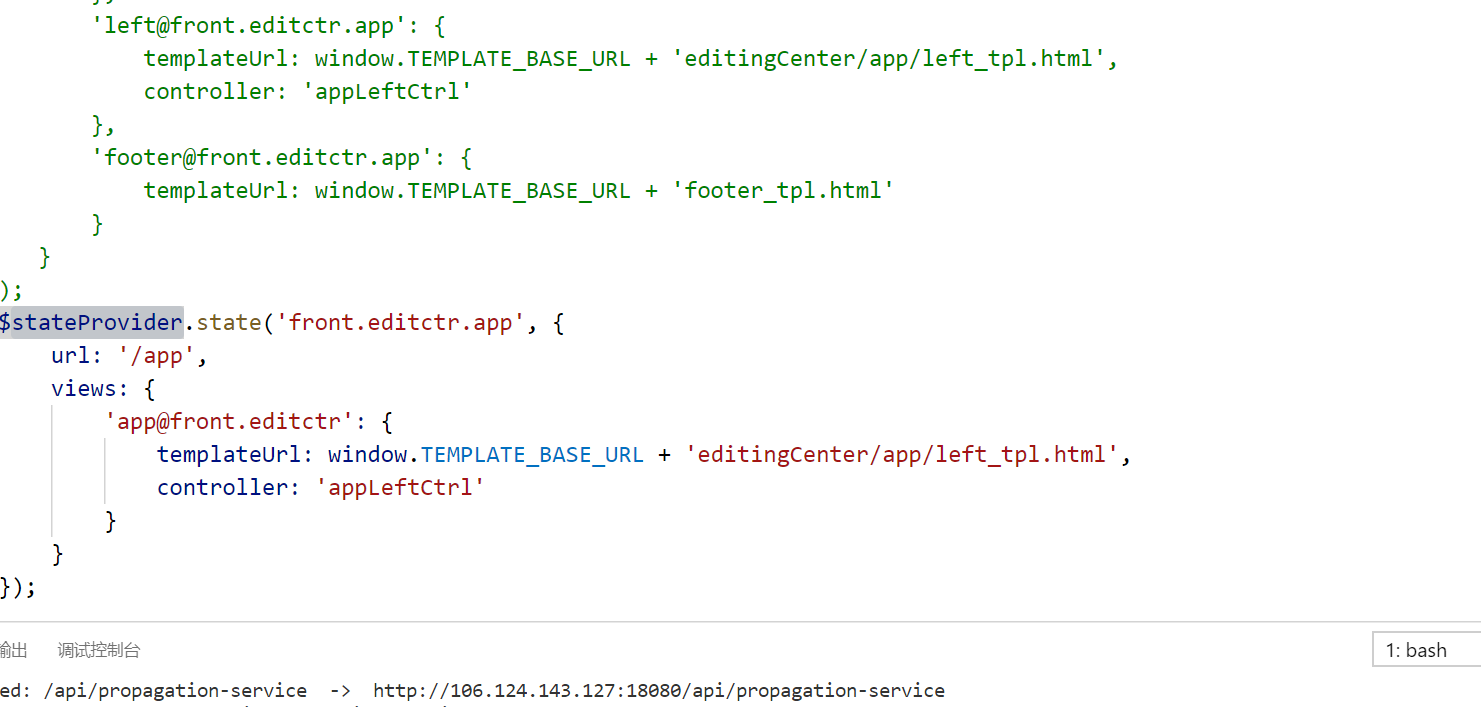 'left@front.editctr.app': {
templateUrl: window.TEMPLATE_BASE_URL + 'editingCenter/app/left_tpl.html',
controller: 'appLeftCtrl'
},
'footer@front.editctr.app': {
templateUrl: window.TEMPLATE_BASE_URL + 'footer_tpl.html'
}
}
);
$stateProvider.state('front.editctr.app', {
url: '/app',
views: {
'app@front.editctr': {
templateUrl: window.TEMPLATE_BASE_URL + 'editingCenter/app/left_tpl.html',
controller: 'appLeftCtrl'
}
}
});
输出 调试控制台 1: bash
ed: /api/propagation-service -> http://106.124.143.127:18080/api/propagation-service